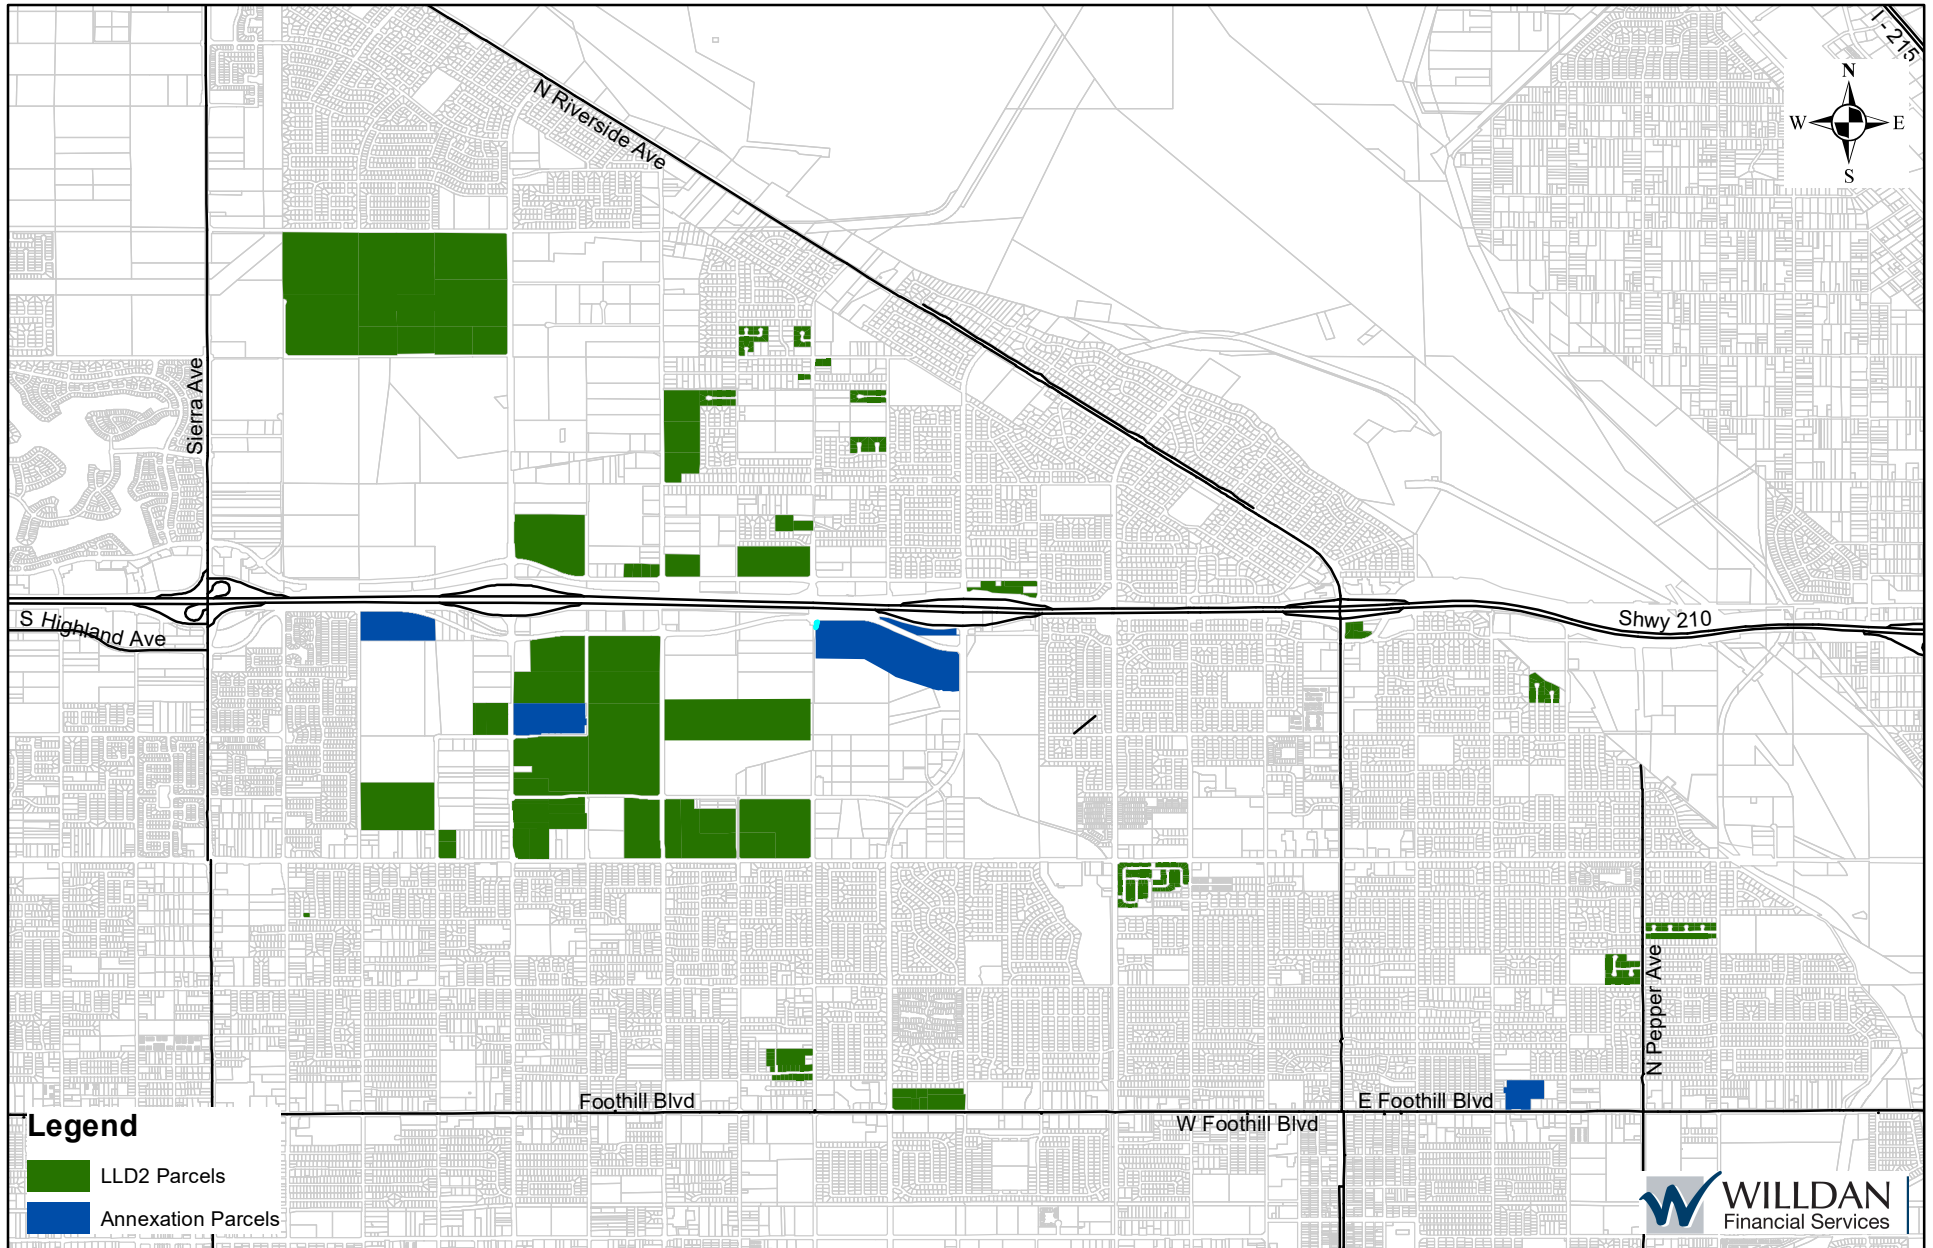 I - 215
N
W E
S
N Riverside Ave
Sierra Ave
S Highland Ave
Shwy 210
N Pepper Ave
Foothill Blvd
E Foothill Blvd
W Foothill Blvd
Legend
LLD2 Parcels
Annexation Parcels
WILLDAN
Financial Services